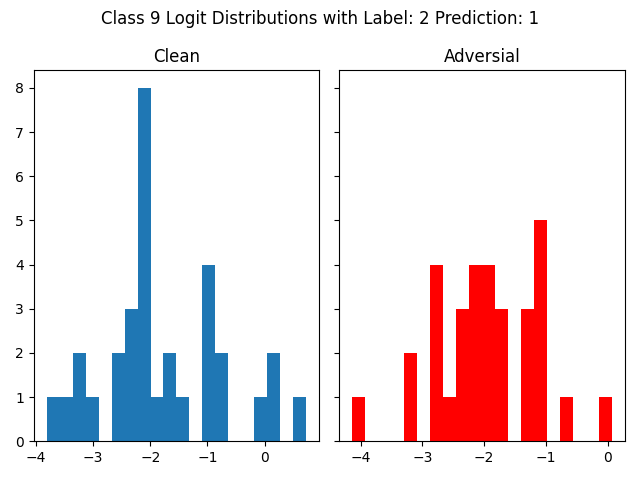 Class 9 Logit Distributions with Label: 2 Prediction: 1
Clean
Adversial
8
7
6
5
4
3
2
1
0
−4 −3 −2 −1 0
−4 −3 −2 −1 0